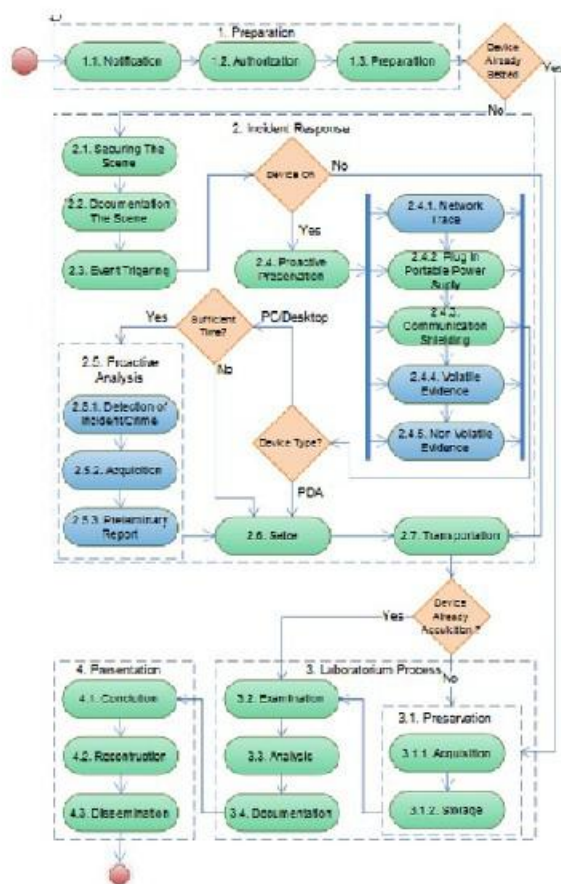 1. Preparation
1.1. Notification
1.2. Authorization
1.3. Preparation
Device
Already
Seized
Yes
No
2. Incident Response
2.1. Securing The
Scene
2.2. Documentation
The Scene
2.3. Event Trigering
Device On
No
Yes
2.4. Proactive
Preservation
2.4.1. Network
Trace
2.4.2. Plug In
Portable Power
Suply
2.4.3.
Communication
Shielding
2.4.4. Volatile
Evidence
2.4.5. Non Volatile
Evidence
Sufficient
Time?
Yes
PC/Desktop
No
2.5. Proactive
Analysis
2.5.1. Detection of
Incident/Crime
2.5.2. Acquisition
2.5.3. Preleminary
Report
Device Type?
PDA
2.6. Seize
2.7. Transportation
Device
Already
Acquisition?
Yes
No
3. Laboratorium Process
3.1. Preservation
3.1.1. Acquisition
3.1.2. Storage
3.2. Examination
3.3. Analysis
3.4. Documentation
4. Presentation
4.1. Conclution
4.2. Reconstruction
4.3. Dissemination